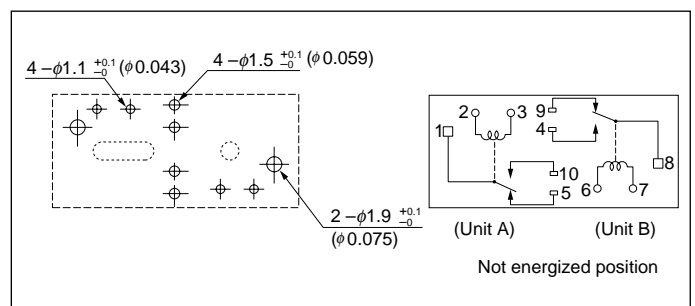 4 – ϕ1.1 +0.1 –0 (ϕ0.043)
4 – ϕ1.5 +0.1 –0 (ϕ0.059)
2 – ϕ1.9 +0.1 –0
(ϕ0.075)
1
2
3
9
4
8
10
5
6
7
(Unit A)
(Unit B)
Not energized position